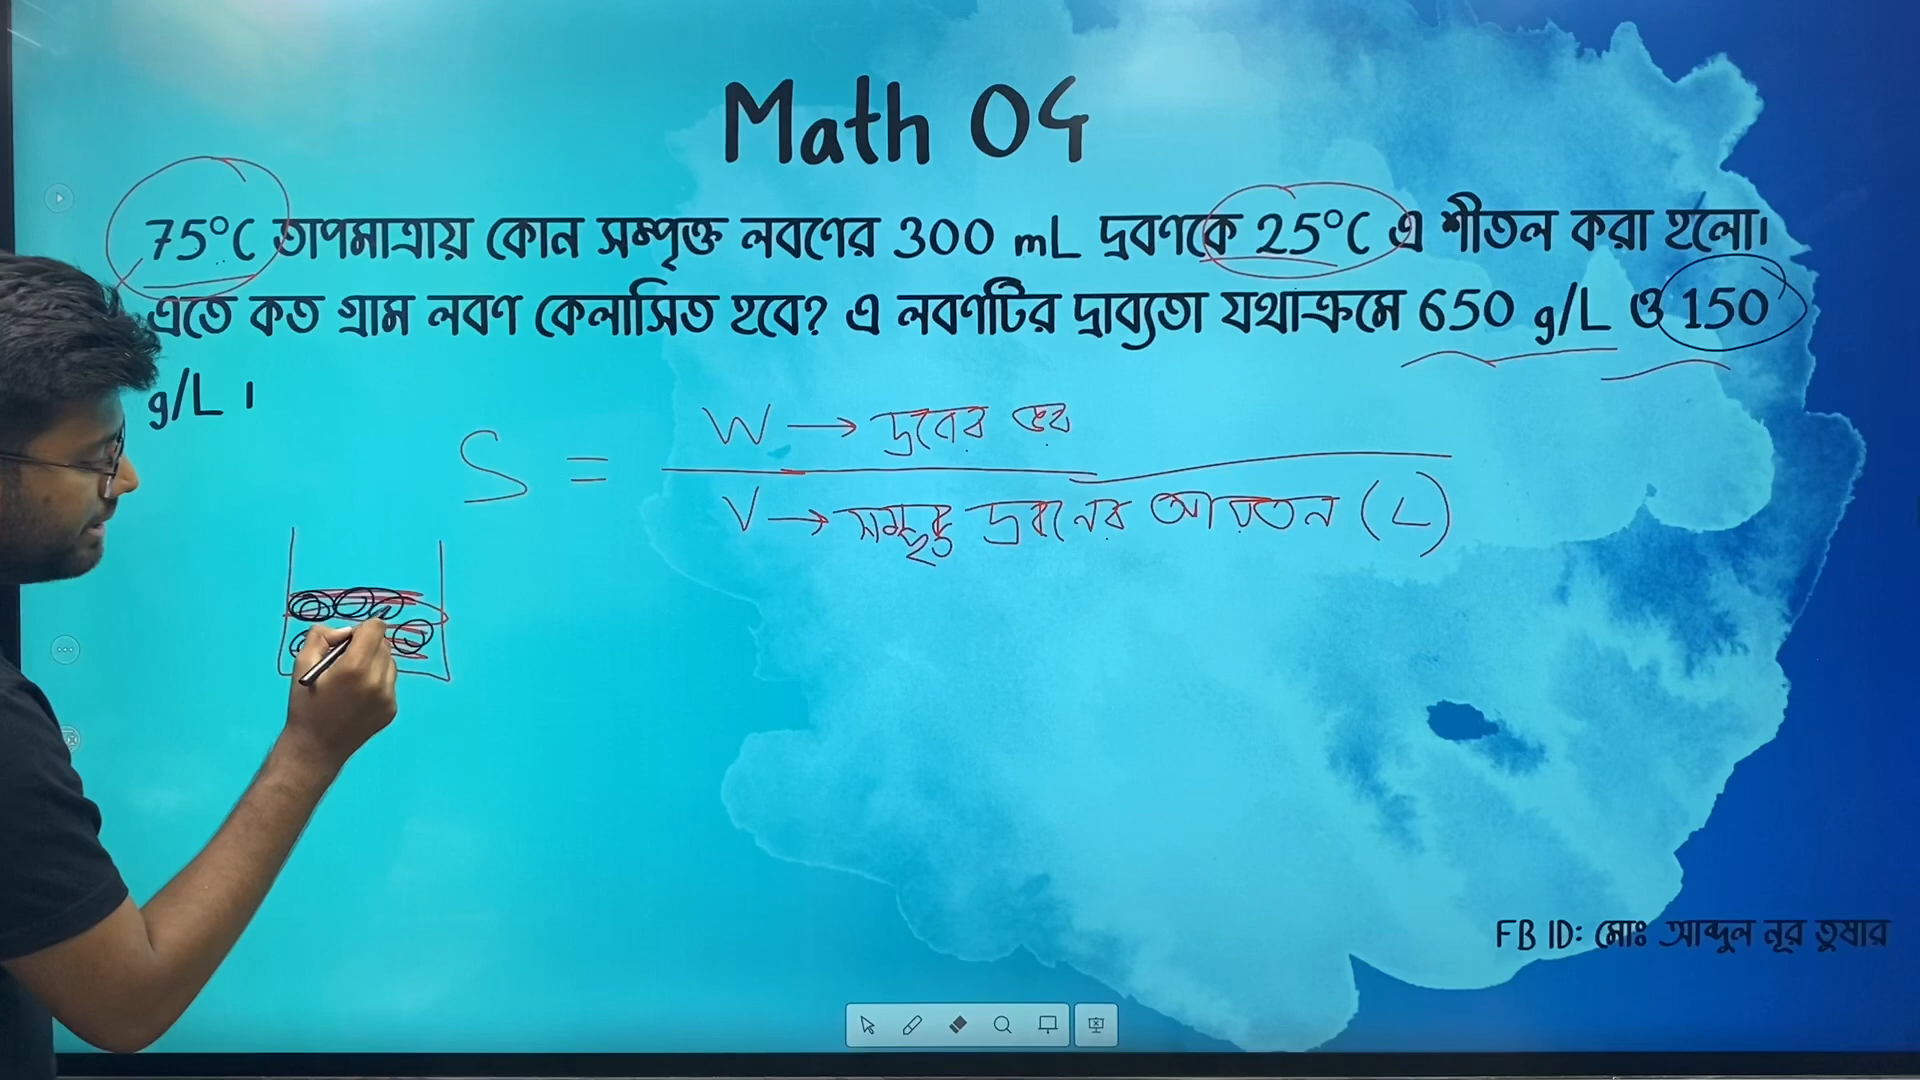 Math 04
75°C তাপমাত্রায় কোন সম্পৃক্ত লবণের 300 mL দ্রবণকে 25°C এ শীতল করা হলো।
এতে কত গ্রাম লবণ কেলাসিত হবে? এ লবণটির দ্রাব্যতা যথাক্রমে 650 g/L ও 150
g/L ।
S = W → দ্রবের ভর
V → সম্পৃক্ত দ্রবনের আয়তন (L)
FB ID: মোঃ আব্দুল নূর তুষার